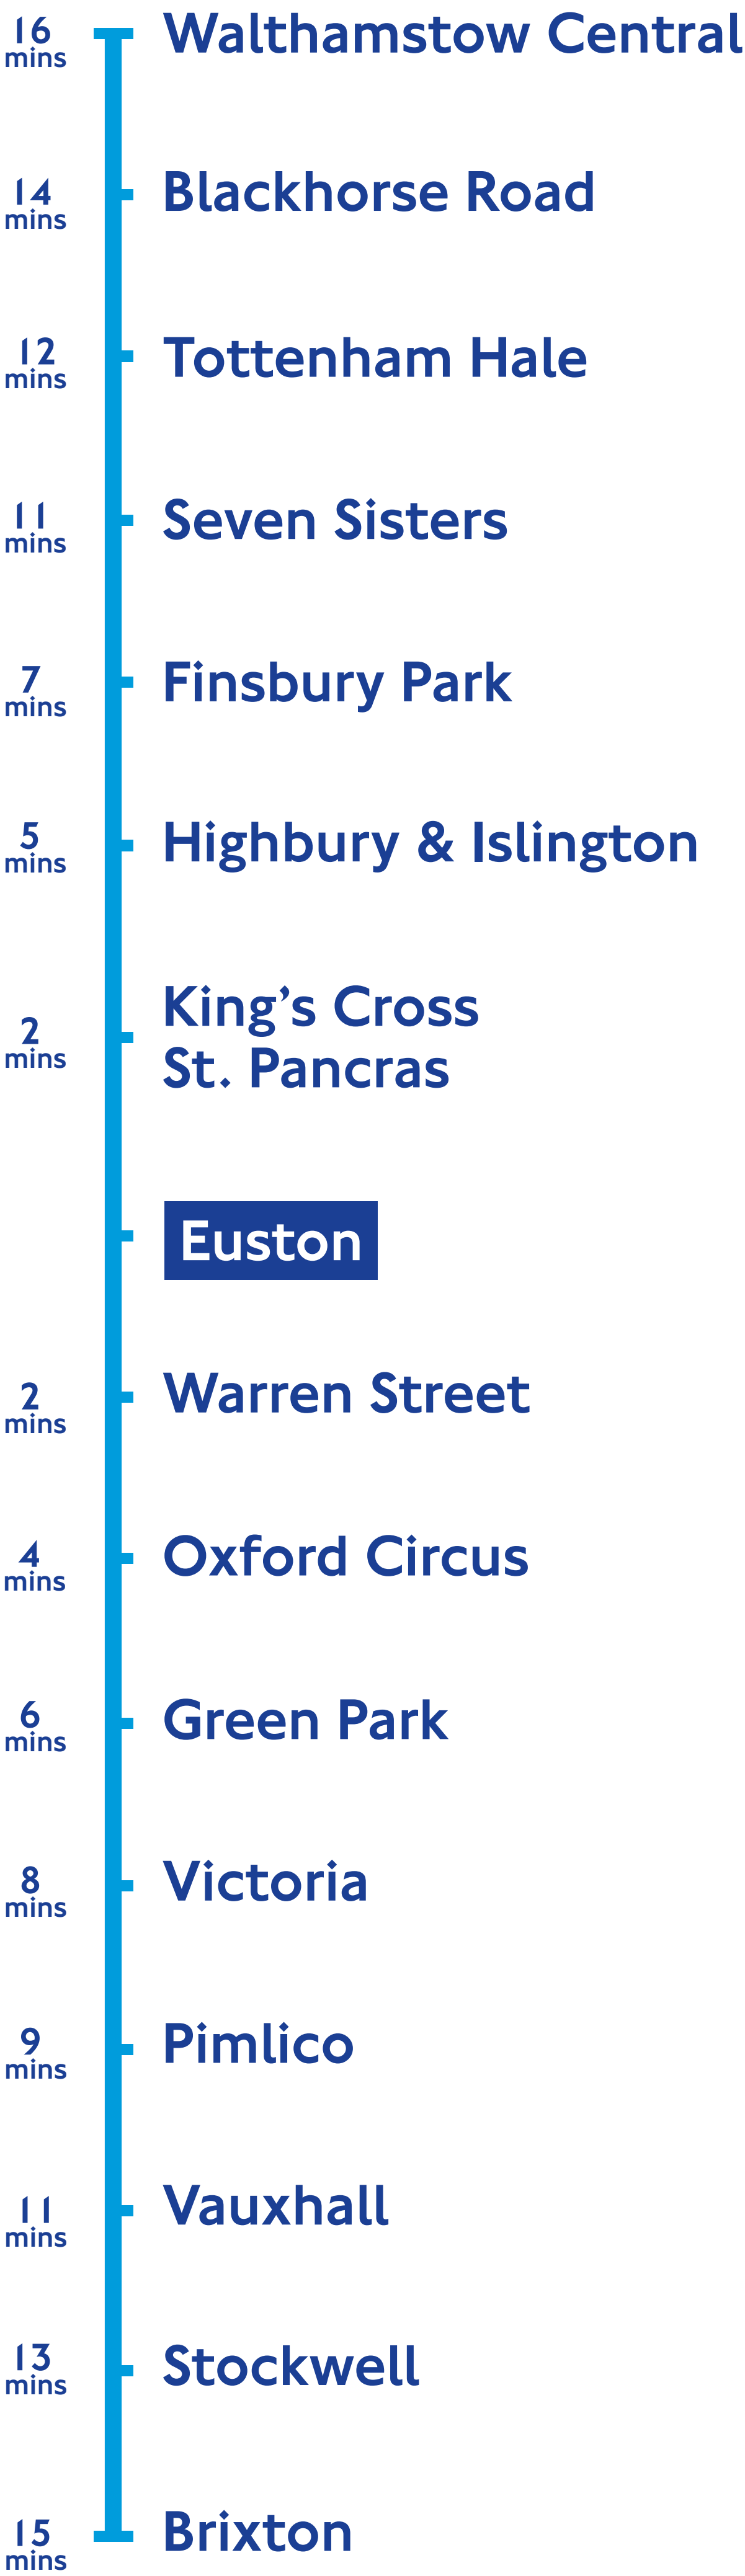 16
mins
Walthamstow Central
14
mins
Blackhorse Road
12
mins
Tottenham Hale
11
mins
Seven Sisters
7
mins
Finsbury Park
5
mins
Highbury & Islington
2
mins
King’s Cross
St. Pancras
Euston
2
mins
Warren Street
4
mins
Oxford Circus
6
mins
Green Park
8
mins
Victoria
9
mins
Pimlico
11
mins
Vauxhall
13
mins
Stockwell
15
mins
Brixton